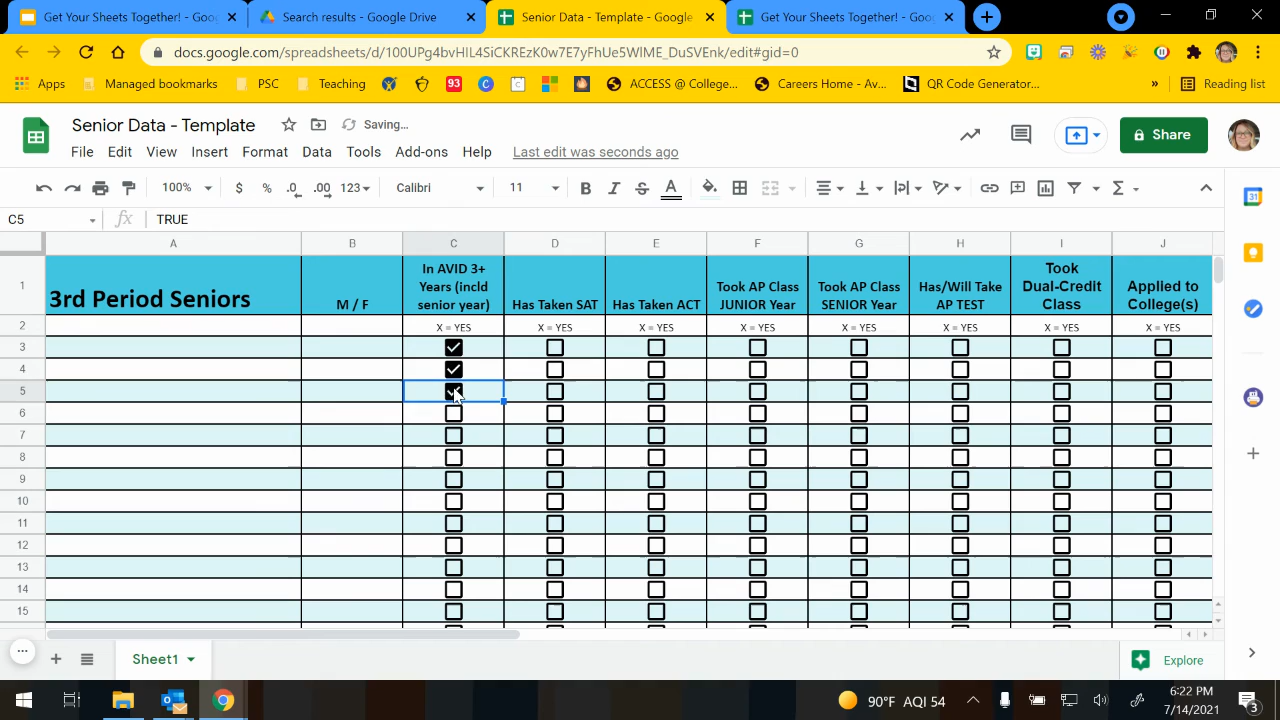 Get Your Sheets Together! - Goo
Search results - Google Drive
Senior Data - Template - Google
Get Your Sheets Together! - Goo
docs.google.com/spreadsheets/d/100UPg4bvHIL4SiCKREzK0w7E7yFhUe5WIME_DuSVEnk/edit#gid=0
Apps
Managed bookmarks
PSC
Teaching
93
ACCESS @ College...
Careers Home - Av...
QR Code Generator...
»
Reading list
Senior Data - Template
Saving...
File Edit View Insert Format Data Tools Add-ons Help Last edit was seconds ago
Share
100% $ % .0 .00 123 Calibri 11 B I S A
C5 fx TRUE
A B C D E F G H I J
1
3rd Period Seniors
M / F
In AVID 3+
Years (incld
senior year)
Has Taken SAT
Has Taken ACT
Took AP Class
JUNIOR Year
Took AP Class
SENIOR Year
Has/Will Take
AP TEST
Took
Dual-Credit
Class
Applied to
College(s)
2 X = YES X = YES X = YES X = YES X = YES X = YES X = YES X = YES
3
4
5
6
7
8
9
10
11
12
13
14
15
Sheet1
Explore
90°F AQI 54
6:22 PM
7/14/2021
3